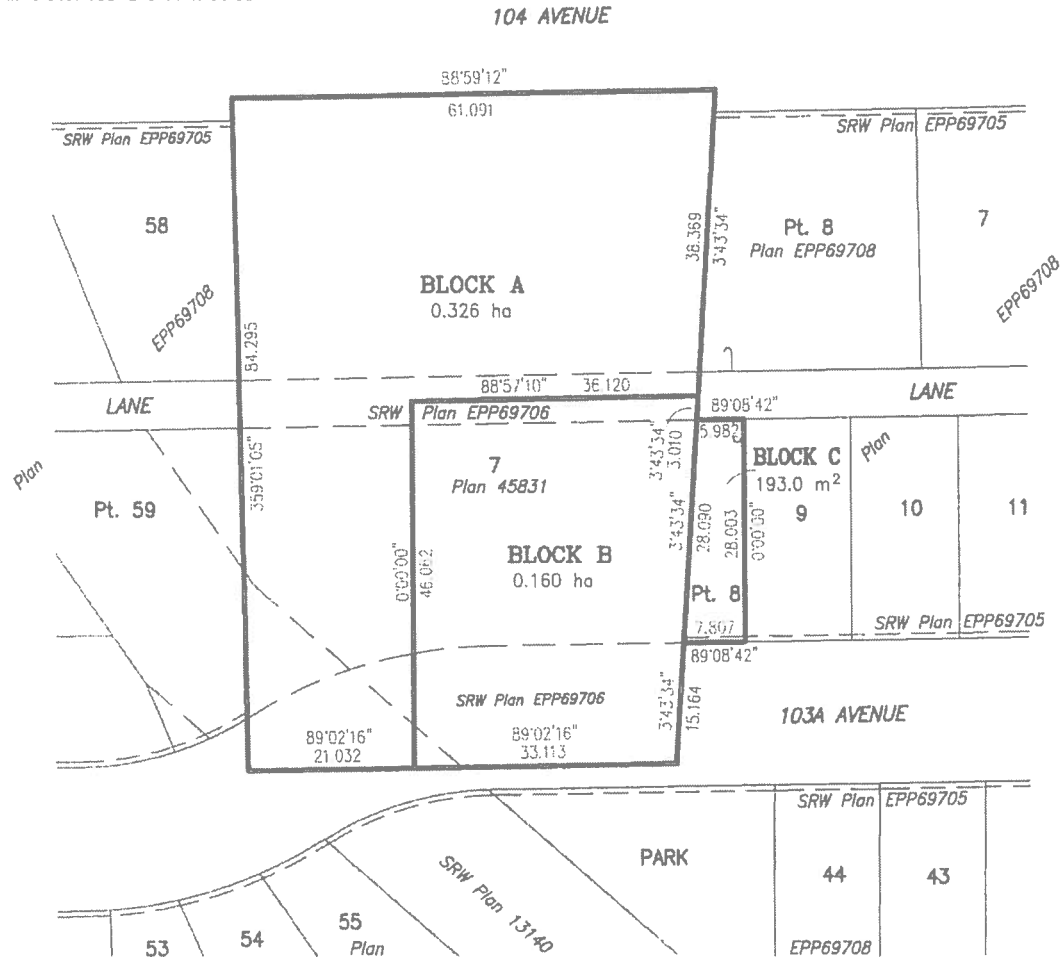 104 AVENUE
88°59'12"
61.091
SRW Plan EPP69705
SRW Plan EPP69705
58
EPP69708
Pt. 8
Plan EPP69708
7
EPP69708
38.369
3°43'34"
BLOCK A
0.326 ha
84.295
359°01'05"
88°57'10" 36.120
LANE
SRW Plan EPP69706
LANE
89°08'42"
5.982
3°43'34"
3.010
7
Plan 45831
BLOCK C
193.0 m²
9
Plan
10
11
Plan
Pt. 59
3°43'34"
28.090
28.003
0°00'00"
0°00'00"
46.062
BLOCK B
0.160 ha
Pt. 8
7.807
89°08'42"
SRW Plan EPP69705
SRW Plan EPP69706
3°43'34"
15.164
103A AVENUE
89°02'16"
21.032
89°02'16"
33.113
SRW Plan EPP69705
PARK
44
43
SRW Plan 13140
EPP69708
53
54
55
Plan